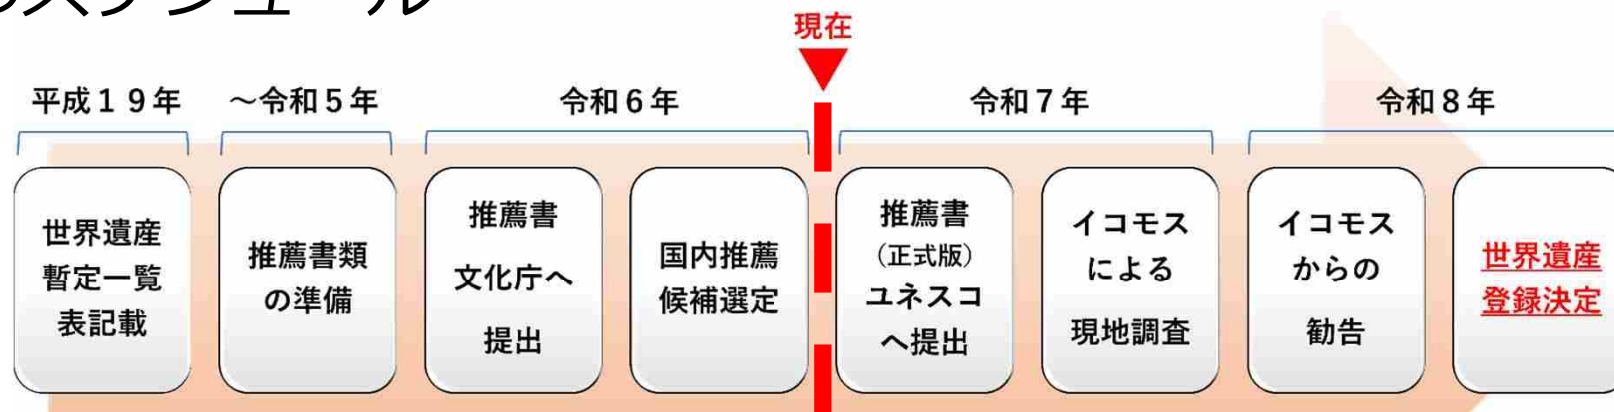 スケジュール
現在
平成１９年
～令和５年
令和６年
令和７年
令和８年
世界遺産
暫定一覧
表記載
推薦書類
の準備
推薦書
文化庁へ
提出
国内推薦
候補選定
推薦書
（正式版）
ユネスコ
へ提出
イコモス
による
現地調査
イコモス
からの
勧告
世界遺産
登録決定